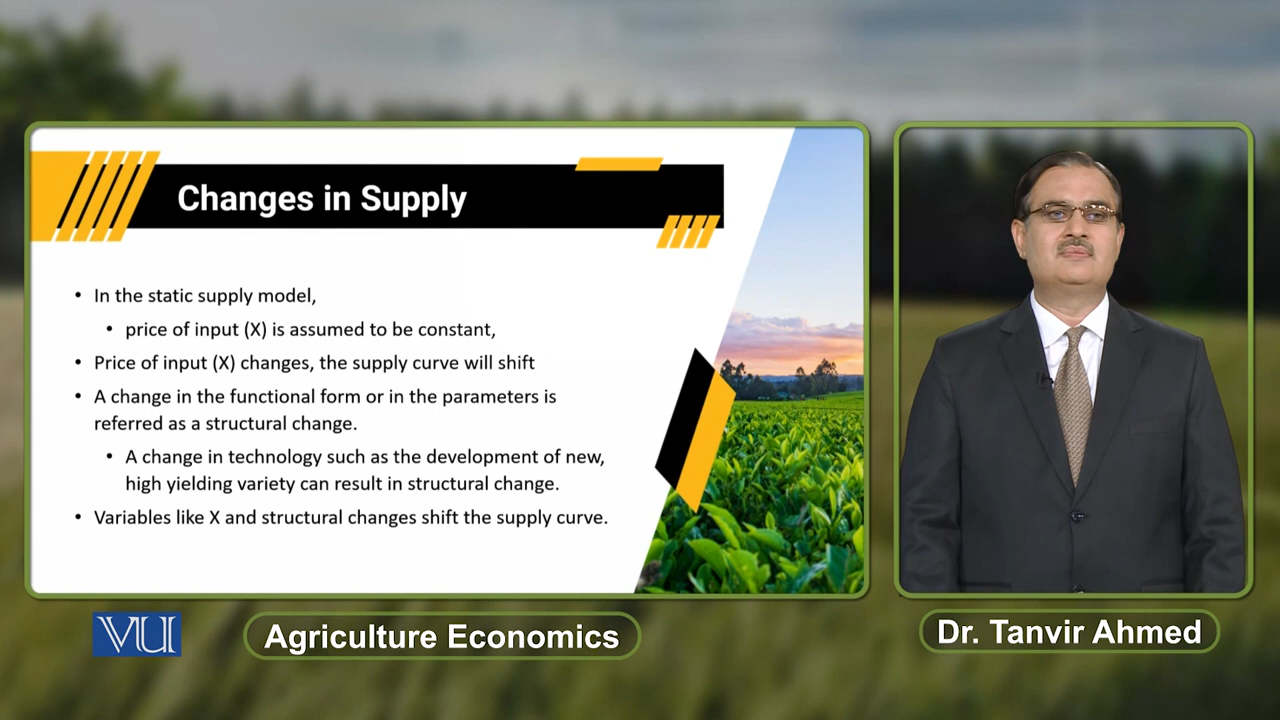 Changes in Supply
• In the static supply model,
• price of input (X) is assumed to be constant,
• Price of input (X) changes, the supply curve will shift
• A change in the functional form or in the parameters is
referred as a structural change.
• A change in technology such as the development of new,
high yielding variety can result in structural change.
• Variables like X and structural changes shift the supply curve.
VU
Agriculture Economics
Dr. Tanvir Ahmed